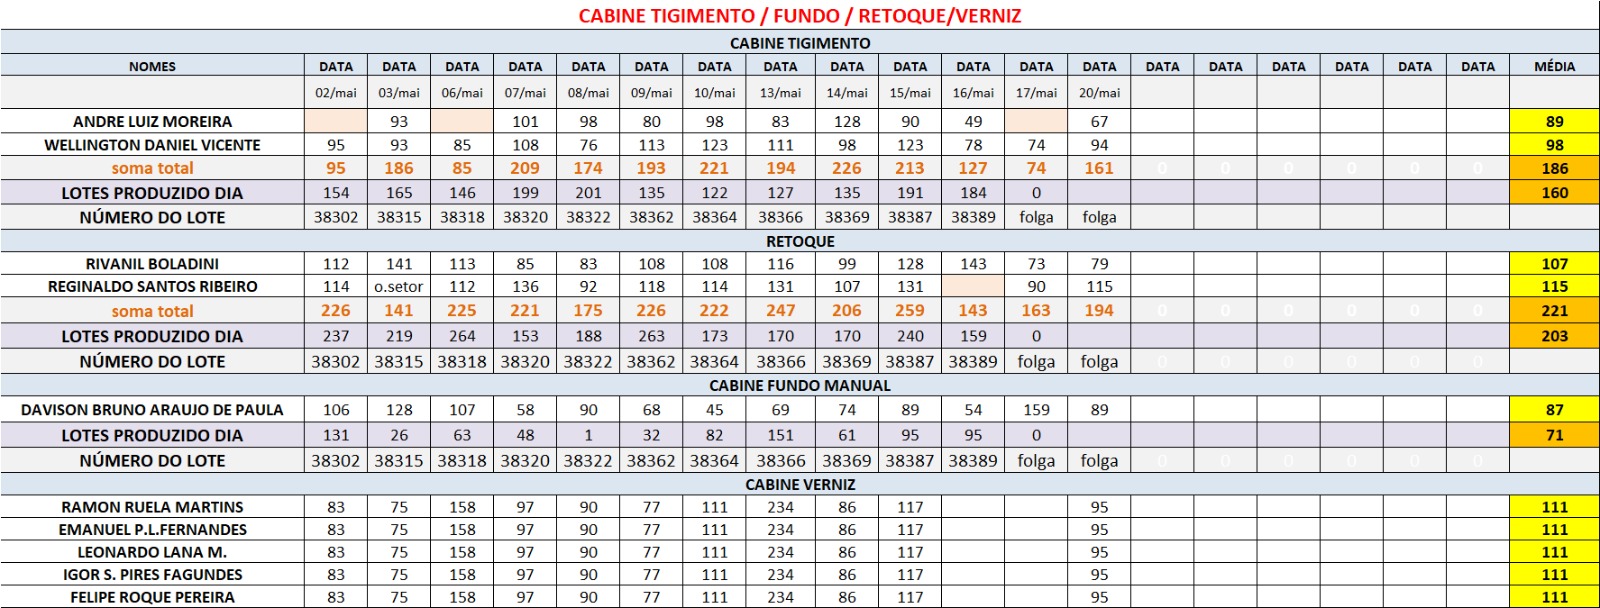 CABINE TIGIMENTO / FUNDO / RETOQUE/VERNIZ
CABINE TIGIMENTO
NOMES DATA DATA DATA DATA DATA DATA DATA DATA DATA DATA DATA DATA DATA DATA DATA DATA DATA DATA DATA MÉDIA
02/mai 03/mai 06/mai 07/mai 08/mai 09/mai 10/mai 13/mai 14/mai 15/mai 16/mai 17/mai 20/mai
ANDRE LUIZ MOREIRA 93 101 98 80 98 83 128 90 49 67 89
WELLINGTON DANIEL VICENTE 95 93 85 108 76 113 123 111 98 123 78 74 94 98
soma total 95 186 85 209 174 193 221 194 226 213 127 74 161 0 0 0 0 0 0 186
LOTES PRODUZIDO DIA 154 165 146 199 201 135 122 127 135 191 184 0 160
NÚMERO DO LOTE 38302 38315 38318 38320 38322 38362 38364 38366 38369 38387 38389 folga folga
RETOQUE
RIVANIL BOLADINI 112 141 113 85 83 108 108 116 99 128 143 73 79 107
REGINALDO SANTOS RIBEIRO 114 o.setor 112 136 92 118 114 131 107 131 90 115 115
soma total 226 141 225 221 175 226 222 247 206 259 143 163 194 0 0 0 0 0 0 221
LOTES PRODUZIDO DIA 237 219 264 153 188 263 173 170 170 240 159 0 203
NÚMERO DO LOTE 38302 38315 38318 38320 38322 38362 38364 38366 38369 38387 38389 folga folga 0 0 0 0 0 0
CABINE FUNDO MANUAL
DAVISON BRUNO ARAUJO DE PAULA 106 128 107 58 90 68 45 69 74 89 54 159 89 87
LOTES PRODUZIDO DIA 131 26 63 48 1 32 82 151 61 95 95 0 71
NÚMERO DO LOTE 38302 38315 38318 38320 38322 38362 38364 38366 38369 38387 38389 folga folga 0 0 0 0 0 0
CABINE VERNIZ
RAMON RUELA MARTINS 83 75 158 97 90 77 111 234 86 117 95 111
EMANUEL P.L.FERNANDES 83 75 158 97 90 77 111 234 86 117 95 111
LEONARDO LANA M. 83 75 158 97 90 77 111 234 86 117 95 111
IGOR S. PIRES FAGUNDES 83 75 158 97 90 77 111 234 86 117 95 111
FELIPE ROQUE PEREIRA 83 75 158 97 90 77 111 234 86 117 95 111